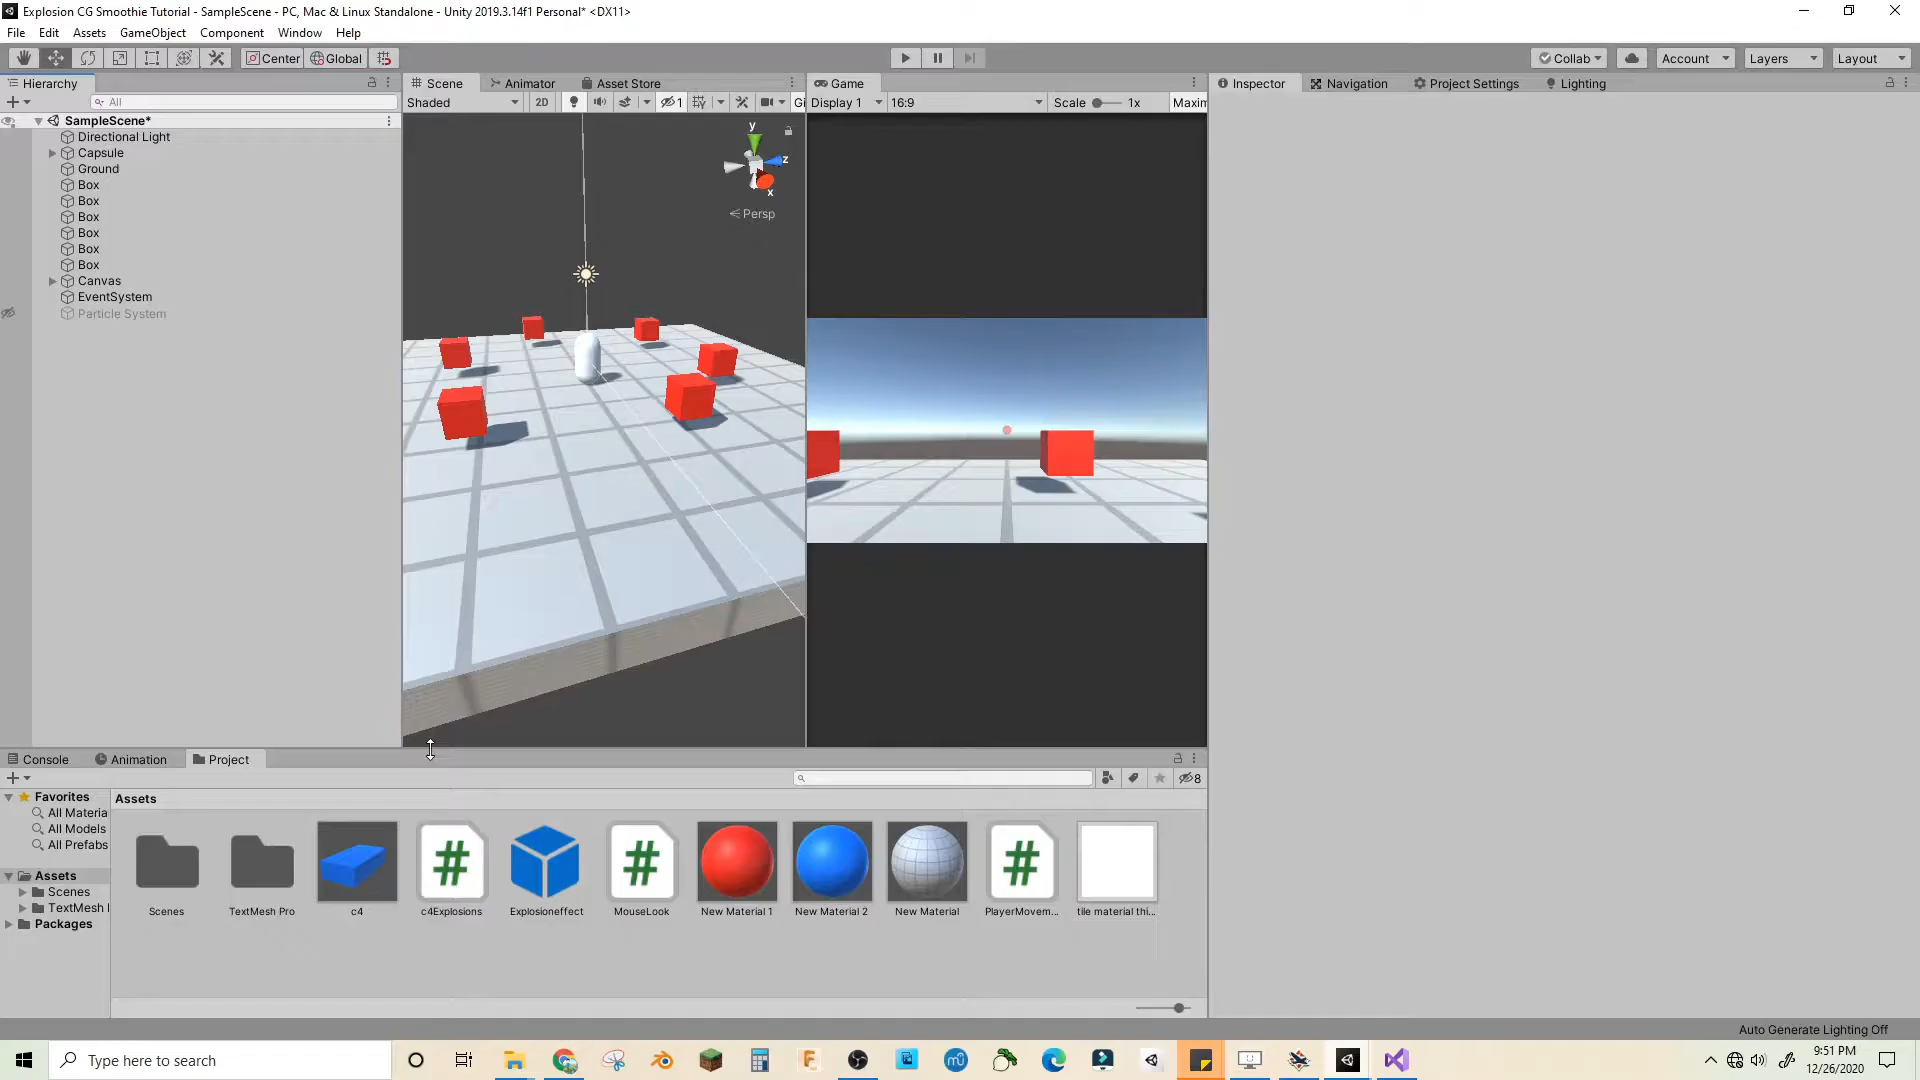 Explosion CG Smoothie Tutorial - SampleScene - PC, Mac & Linux Standalone - Unity 2019.3.14f1 Personal* <DX11>
File Edit Assets GameObject Component Window Help
Center Global Collab Account Layers Layout
Hierarchy Scene Animator Asset Store Game Inspector Navigation Project Settings Lighting
All Shaded 2D 1 Gi Display 1 16:9 Scale 1x Maxim
SampleScene*
Directional Light
Capsule
Ground
Box
Box
Box
Box
Box
Box
Canvas
EventSystem
Particle System
y
z
x
Persp
Console Animation Project
8
Favorites
All Materia
All Models
All Prefabs
Assets
Scenes
TextMesh
Packages
Assets
Scenes TextMesh Pro c4 c4Explosions Explosioneffect MouseLook New Material 1 New Material 2 New Material PlayerMovem... tile material thi...
Auto Generate Lighting Off
Type here to search
9:51 PM
12/26/2020